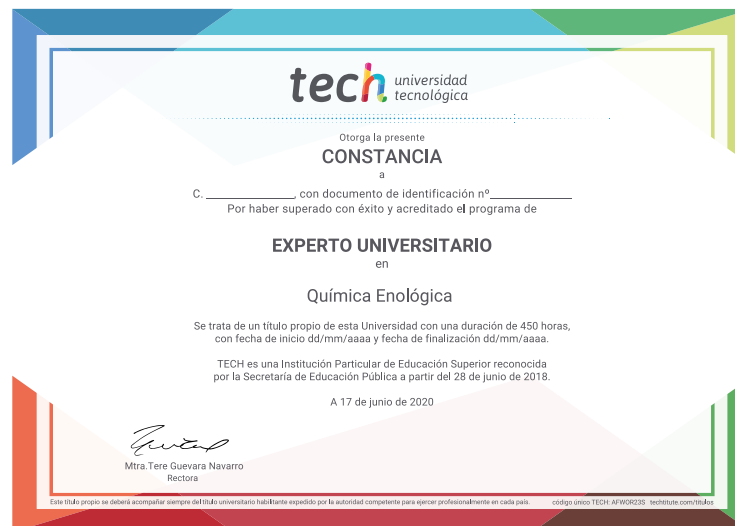 tech universidad
tecnológica
Otorga la presente
CONSTANCIA
a
C. ________________, con documento de identificación nº______________
Por haber superado con éxito y acreditado el programa de
EXPERTO UNIVERSITARIO
en
Química Enológica
Se trata de un título propio de esta Universidad con una duración de 450 horas,
con fecha de inicio dd/mm/aaaa y fecha de finalización dd/mm/aaaa.
TECH es una Institución Particular de Educación Superior reconocida
por la Secretaría de Educación Pública a partir del 28 de junio de 2018.
A 17 de junio de 2020
Mtra.Tere Guevara Navarro
Rectora
Este título propio se deberá acompañar siempre del título universitario habilitante expedido por la autoridad competente para ejercer profesionalmente en cada país. código único TECH: AFWOR23S techtitute.com/titulos